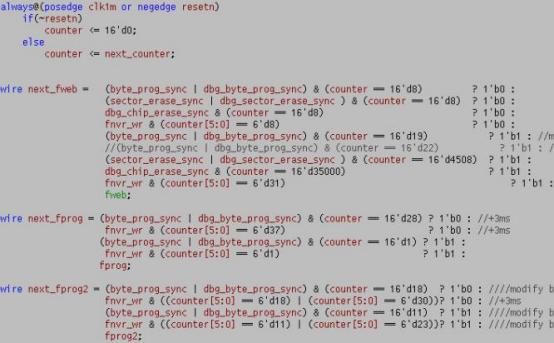 always@(posedge clk1m or negedge resetn)
if(~resetn)
counter <= 16'd0;
else
counter <= next_counter;
wire next_fweb = (byte_prog_sync | dbg_byte_prog_sync) & (counter == 16'd8) ? 1'b0 :
(sector_erase_sync | dbg_sector_erase_sync ) & (counter == 16'd8) ? 1'b0 :
dbg_chip_erase_sync & (counter == 16'd8) ? 1'b0 :
fnvr_wr & (counter[5:0] == 6'd8) ? 1'b0 :
(byte_prog_sync | dbg_byte_prog_sync) & (counter == 16'd19) ? 1'b1 : //m
//(byte_prog_sync | dbg_byte_prog_sync) & (counter == 16'd22) ? 1'b1 : /
(sector_erase_sync | dbg_sector_erase_sync ) & (counter == 16'd4508) ? 1'b1 :
dbg_chip_erase_sync & (counter == 16'd35000) ? 1'b1 :
fnvr_wr & (counter[5:0] == 6'd31) ? 1'b1 :
fweb;
wire next_fprog = (byte_prog_sync | dbg_byte_prog_sync) & (counter == 16'd28) ? 1'b0 : //+3ms
fnvr_wr & (counter[5:0] == 6'd37) ? 1'b0 : //+3ms
(byte_prog_sync | dbg_byte_prog_sync) & (counter == 16'd1) ? 1'b1 :
fnvr_wr & (counter[5:0] == 6'd1) ? 1'b1 :
fprog;
wire next_fprog2 = (byte_prog_sync | dbg_byte_prog_sync) & (counter == 16'd18) ? 1'b0 : ////modify b
fnvr_wr & ((counter[5:0] == 6'd18) | (counter[5:0] == 6'd30))? 1'b0 : //+3ms
(byte_prog_sync | dbg_byte_prog_sync) & (counter == 16'd11) ? 1'b1 : ////modify b
fnvr_wr & ((counter[5:0] == 6'd11) | (counter[5:0] == 6'd23))? 1'b1 : ////modify b
fprog2;